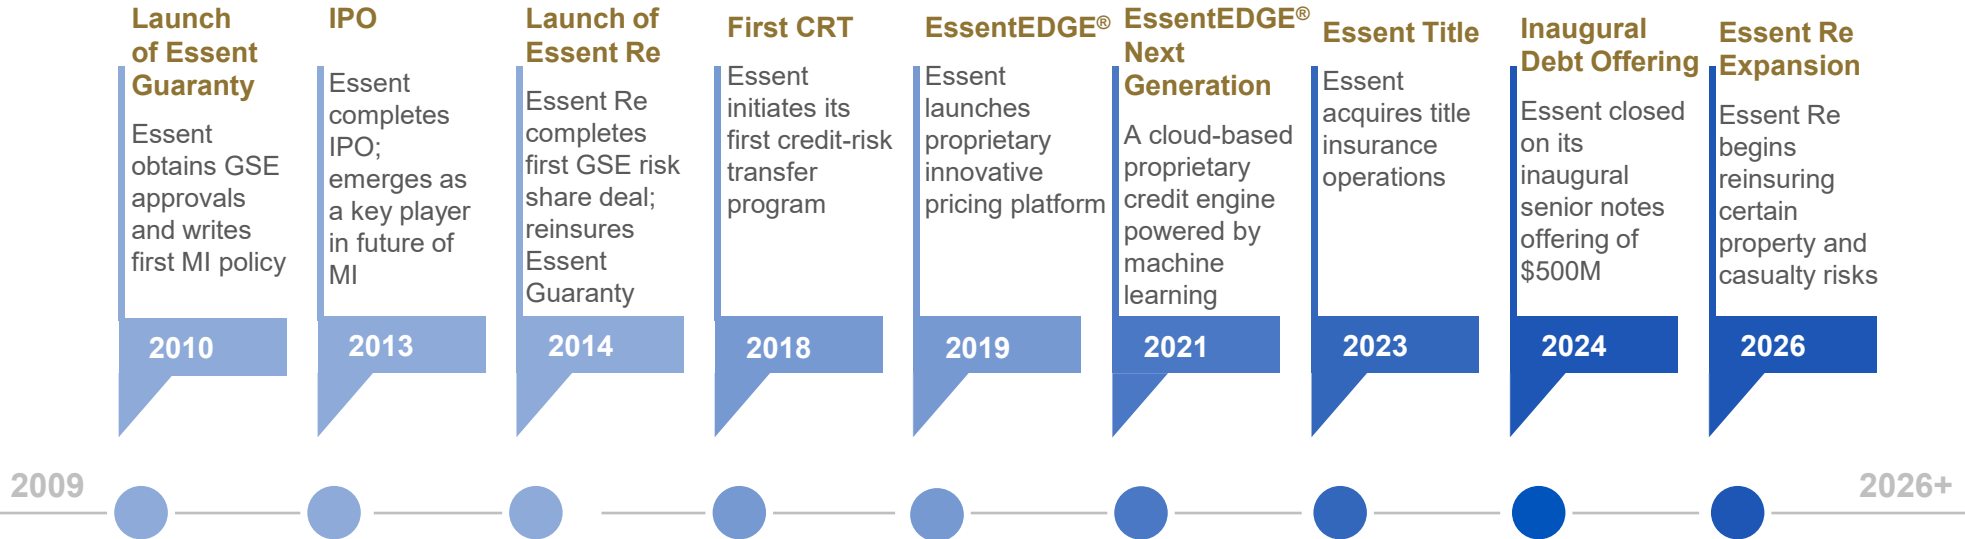 Launch
of Essent
Guaranty
Essent
obtains GSE
approvals
and writes
first MI policy
2010
IPO
Essent
completes
IPO;
emerges as
a key player
in future of
MI
2013
Launch of
Essent Re
Essent Re
completes
first GSE risk
share deal;
reinsures
Essent
Guaranty
2014
First CRT
Essent
initiates its
first credit-risk
transfer
program
2018
EssentEDGE®
Essent
launches
proprietary
innovative
pricing platform
2019
EssentEDGE®
Next
Generation
A cloud-based
proprietary
credit engine
powered by
machine
learning
2021
Essent Title
Essent
acquires title
insurance
operations
2023
Inaugural
Debt Offering
Essent closed
on its
inaugural
senior notes
offering of
$500M
2024
Essent Re
Expansion
Essent Re
begins
reinsuring
certain
property and
casualty risks
2026
2009
2026+